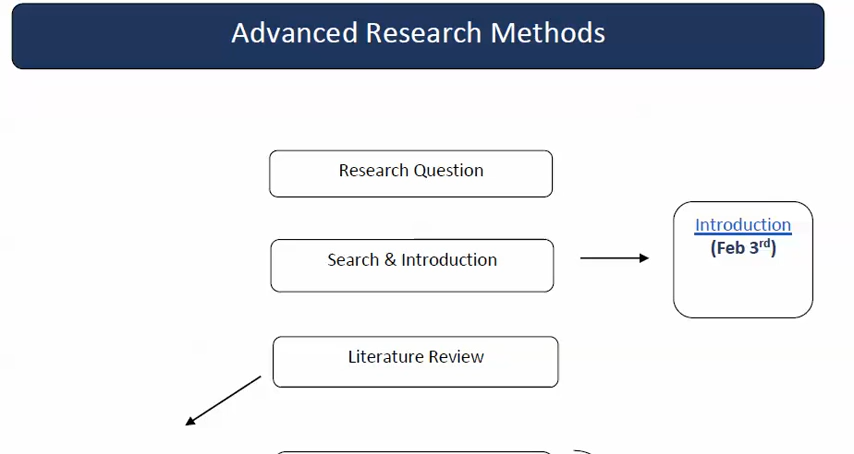 Advanced Research Methods
Research Question
Search & Introduction
Introduction
(Feb 3rd)
Literature Review